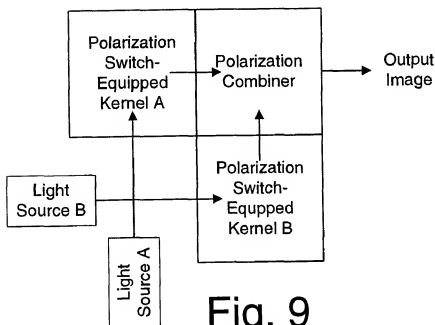 Polarization
Switch-
Equipped
Kernel A
Polarization
Combiner
Output
Image
Polarization
Switch-
Equpped
Kernel B
Light
Source B
Light
Source A
Fig. 9